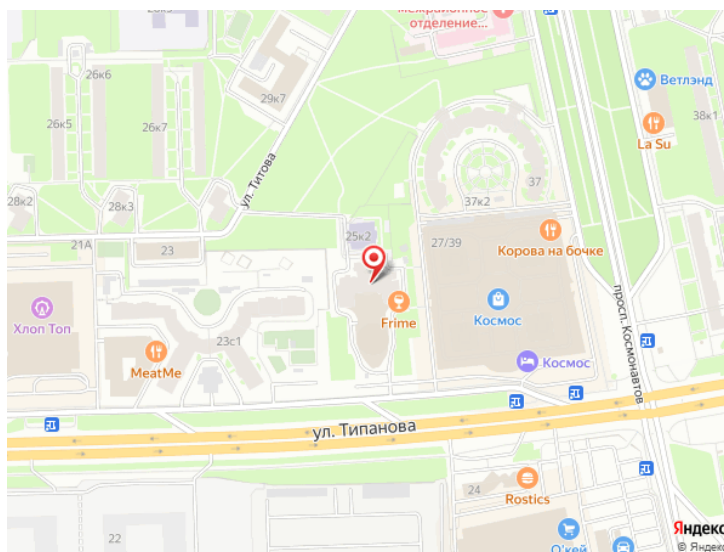 межрайонное
отделение...
26к6
29к7
Ветлэнд
38к1
26к5
26к7
La Su
ул. Титова
28к2
28к3
37
37к2
21А
23
25к2
27/39
Корова на бочке
просп. Космонавтов
Хлоп Топ
Frime
Космос
23с1
MeatMe
Космос
ул. Типанова
24
Rostics
22
О'кей
Яндекс
© Яндекс